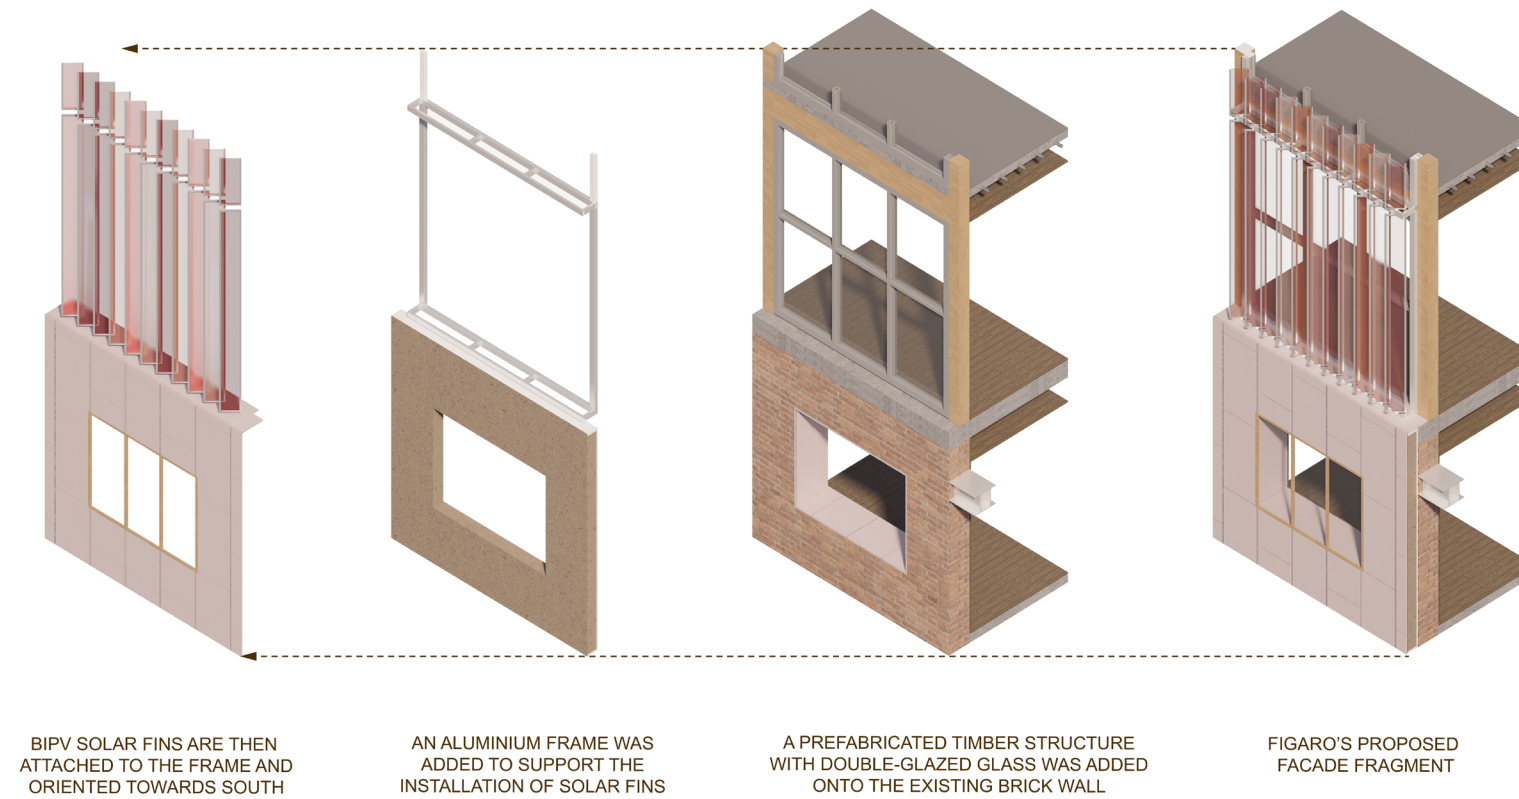 BIPV SOLAR FINS ARE THEN
ATTACHED TO THE FRAME AND
ORIENTED TOWARDS SOUTH
AN ALUMINIUM FRAME WAS
ADDED TO SUPPORT THE
INSTALLATION OF SOLAR FINS
A PREFABRICATED TIMBER STRUCTURE
WITH DOUBLE-GLAZED GLASS WAS ADDED
ONTO THE EXISTING BRICK WALL
FIGARO'S PROPOSED
FACADE FRAGMENT